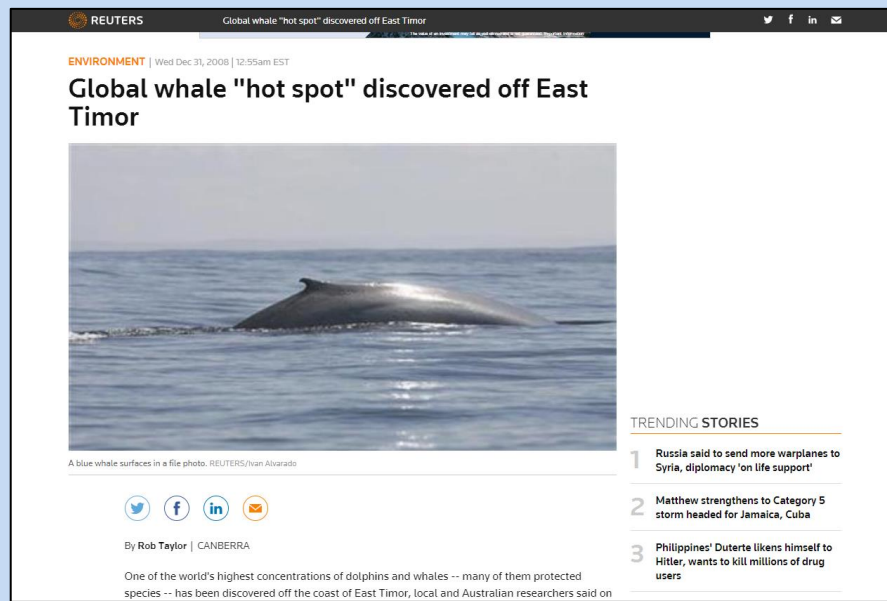 REUTERS
Global whale "hot spot" discovered off East Timor
ENVIRONMENT | Wed Dec 31, 2008 | 12:55am EST
Global whale "hot spot" discovered off East
Timor
A blue whale surfaces in a file photo. REUTERS/Ivan Alvarado
By Rob Taylor | CANBERRA
One of the world's highest concentrations of dolphins and whales -- many of them protected
species -- has been discovered off the coast of East Timor, local and Australian researchers said on
TRENDING STORIES
1
Russia said to send more warplanes to
Syria, diplomacy 'on life support'
2
Matthew strengthens to Category 5
storm headed for Jamaica, Cuba
3
Philippines' Duterte likens himself to
Hitler, wants to kill millions of drug
users